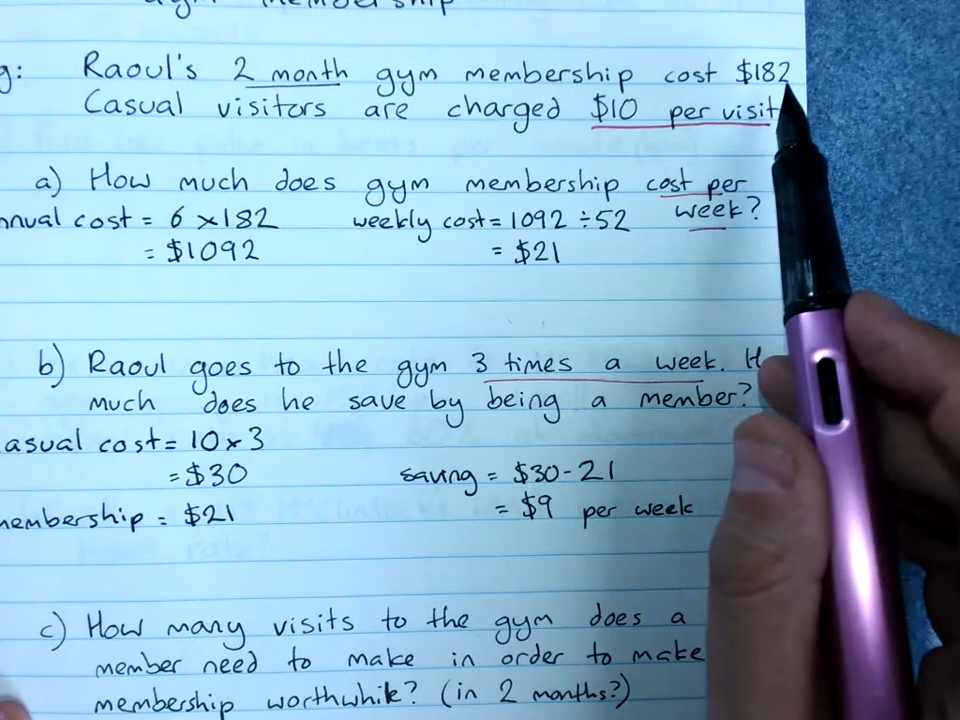 gym membership
g: Raoul's 2 month gym membership cost $182
Casual visitors are charged $10 per visit
a) How much does gym membership cost per
week?
nnual cost = 6 x 182 weekly cost = 1092 ÷ 52
= $1092 = $21
b) Raoul goes to the gym 3 times a week. H
much does he save by being a member?
asual cost = 10 x 3
= $30 saving = $30 - 21
membership = $21 = $9 per week
c) How many visits to the gym does a
member need to make in order to make
membership worthwhile? (in 2 months?)